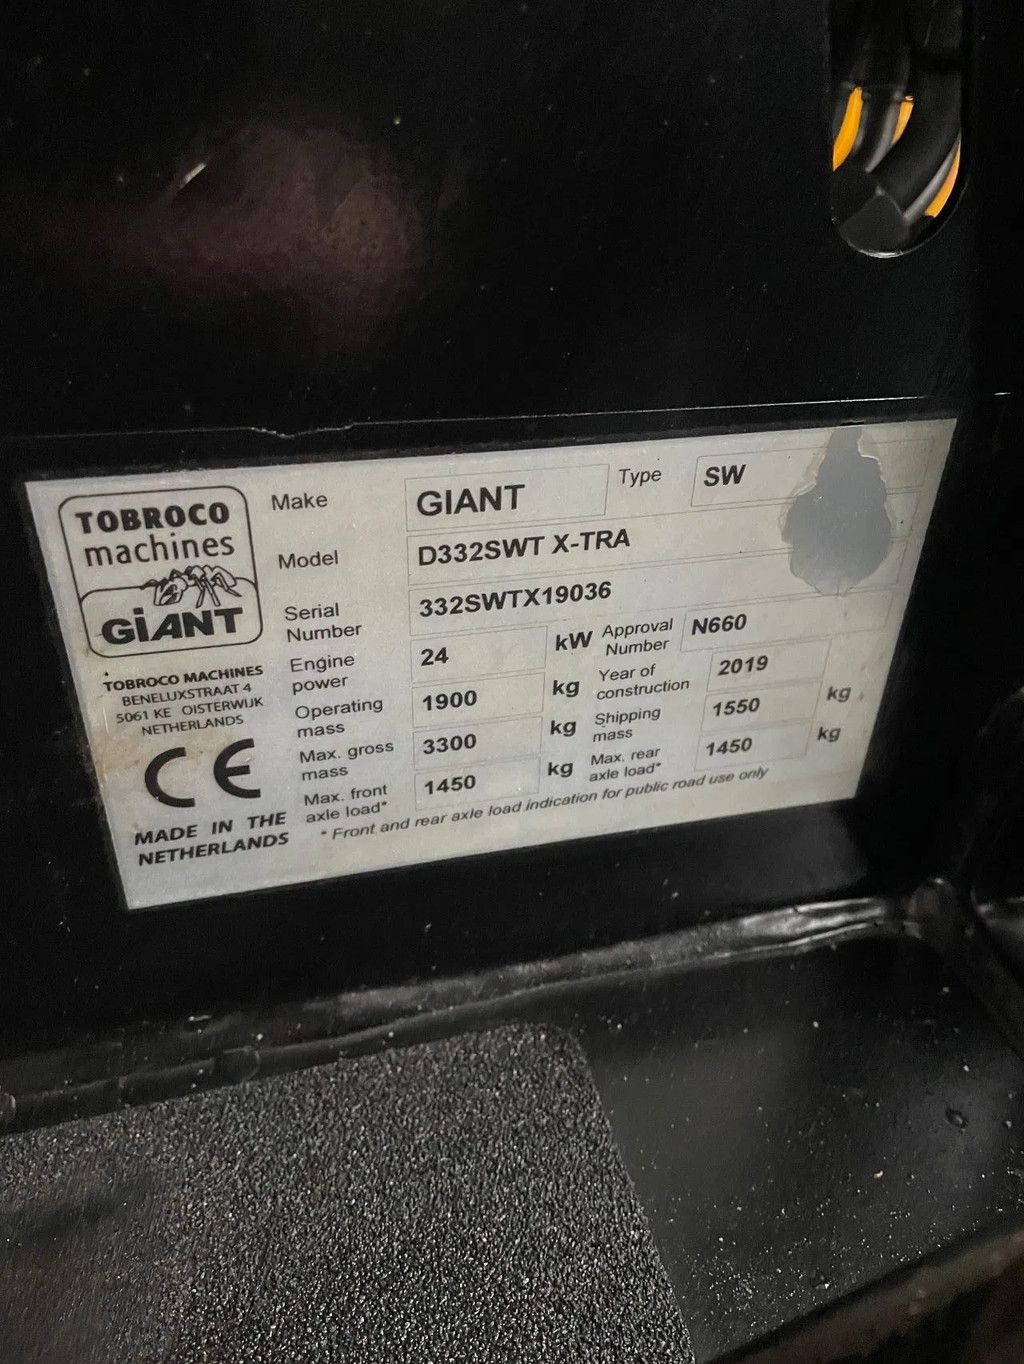 TOBROCO
machines
GiANT
TOBROCO MACHINES
BENELUXSTRAAT 4
5061 KE OISTERWIJK
NETHERLANDS
CE
MADE IN THE
NETHERLANDS
Make GIANT Type SW
Model D332SWT X-TRA
Serial Number 332SWTX19036
Engine power 24 kW Approval Number N660
Operating mass 1900 kg Year of construction 2019
Max. gross mass 3300 kg Shipping mass 1550 kg
Max. front axle load* 1450 kg Max. rear axle load* 1450 kg
* Front and rear axle load indication for public road use only